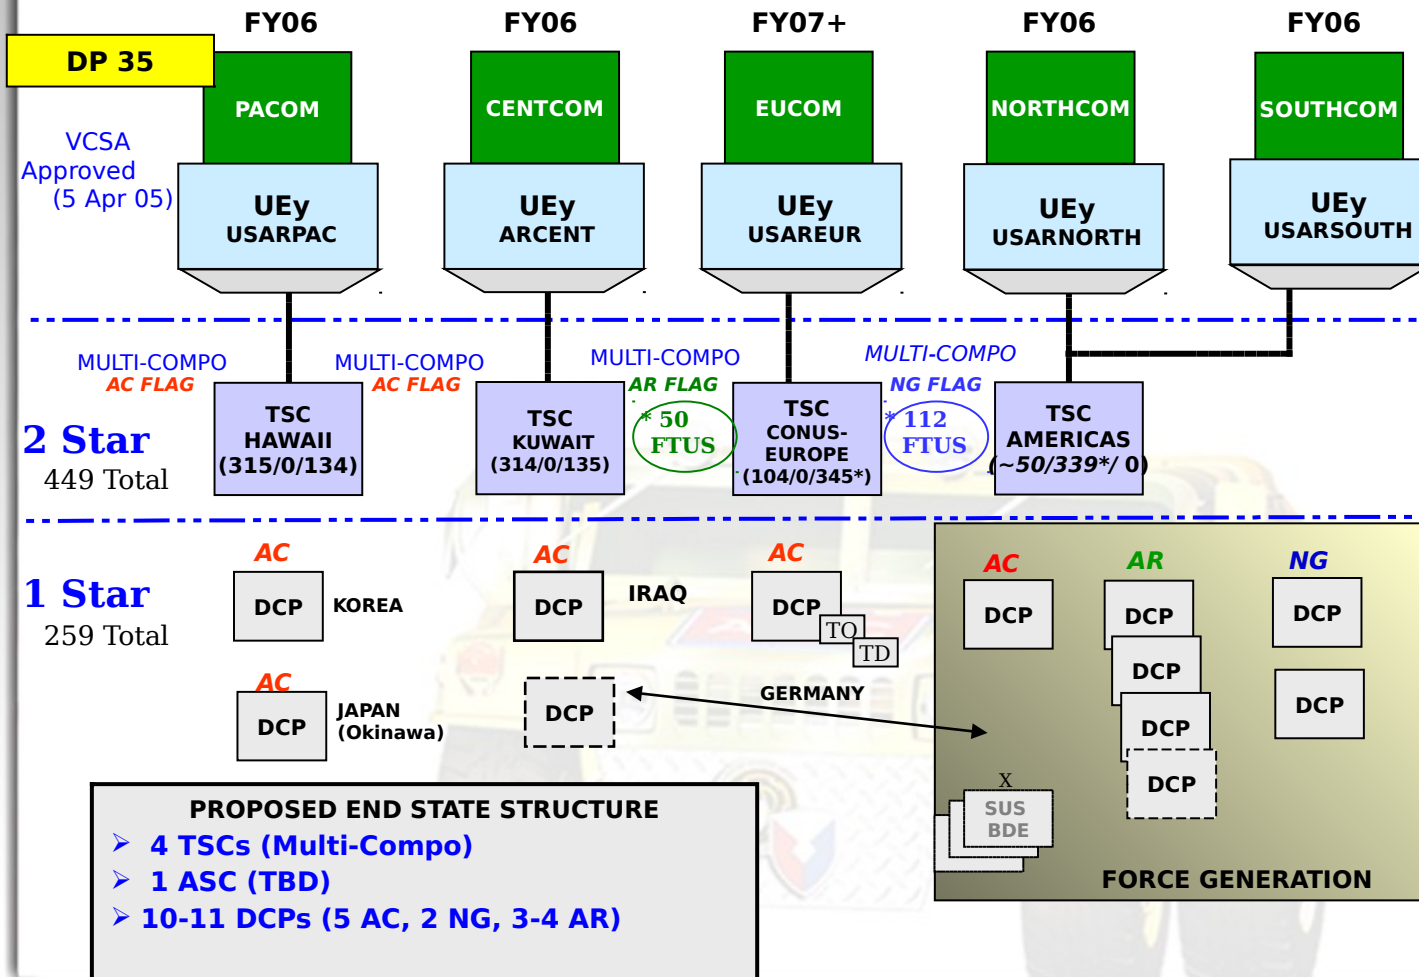 FY06
FY06
FY07+
FY06
FY06
DP 35
PACOM
CENTCOM
EUCOM
NORTHCOM
SOUTHCOM
VCSA
Approved
(5 Apr 05)
UEy
USARPAC
UEy
ARCENT
UEy
USAREUR
UEy
USARNORTH
UEy
USARSOUTH
MULTI-COMPO
AC FLAG
MULTI-COMPO
AC FLAG
MULTI-COMPO
AR FLAG
MULTI-COMPO
NG FLAG
2 Star
449 Total
TSC
HAWAII
(315/0/134)
TSC
KUWAIT
(314/0/135)
* 50
FTUS
TSC
CONUS-
EUROPE
(104/0/345*)
* 112
FTUS
TSC
AMERICAS
(~50/339*/ 0)
1 Star
259 Total
AC
DCP
KOREA
AC
DCP
IRAQ
AC
DCP
TO
TD
AC
DCP
JAPAN
(Okinawa)
DCP
GERMANY
AC
DCP
AR
DCP
DCP
DCP
DCP
NG
DCP
DCP
X
SUS
BDE
FORCE GENERATION
PROPOSED END STATE STRUCTURE
➢ 4 TSCs (Multi-Compo)
➢ 1 ASC (TBD)
➢ 10-11 DCPs (5 AC, 2 NG, 3-4 AR)